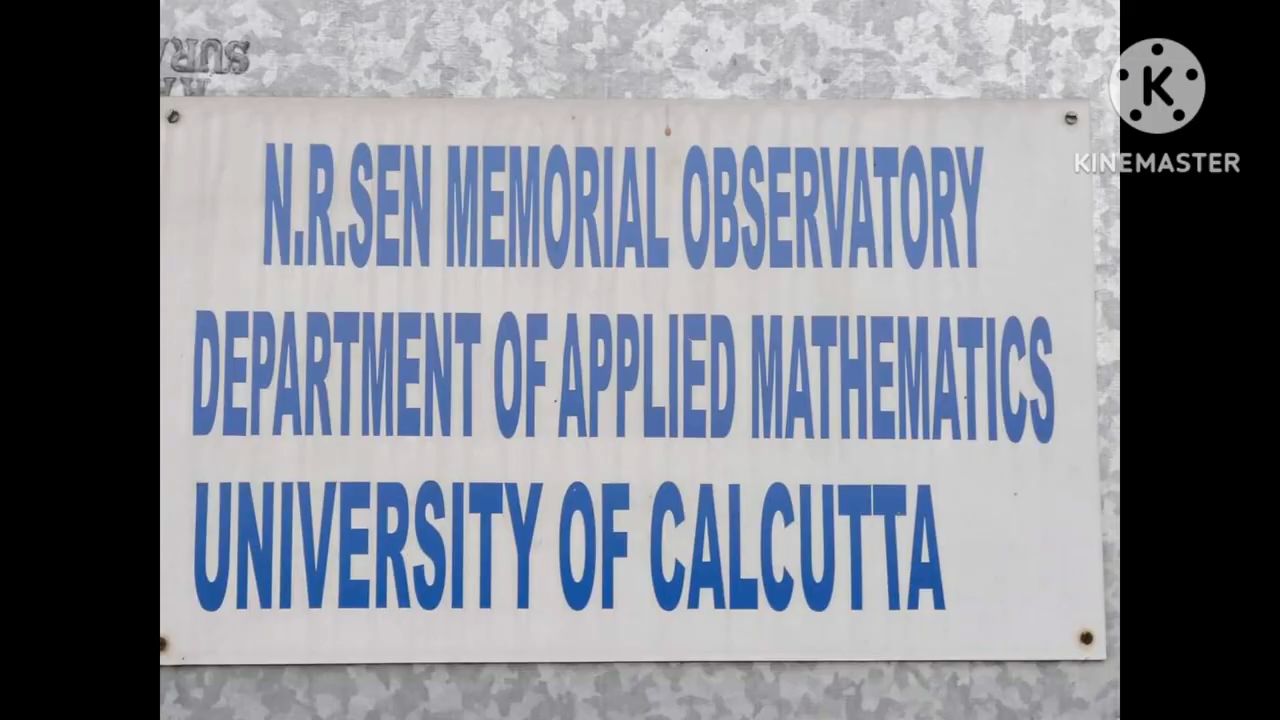 N.R.SEN MEMORIAL OBSERVATORY
DEPARTMENT OF APPLIED MATHEMATICS
UNIVERSITY OF CALCUTTA
K
KINEMASTER